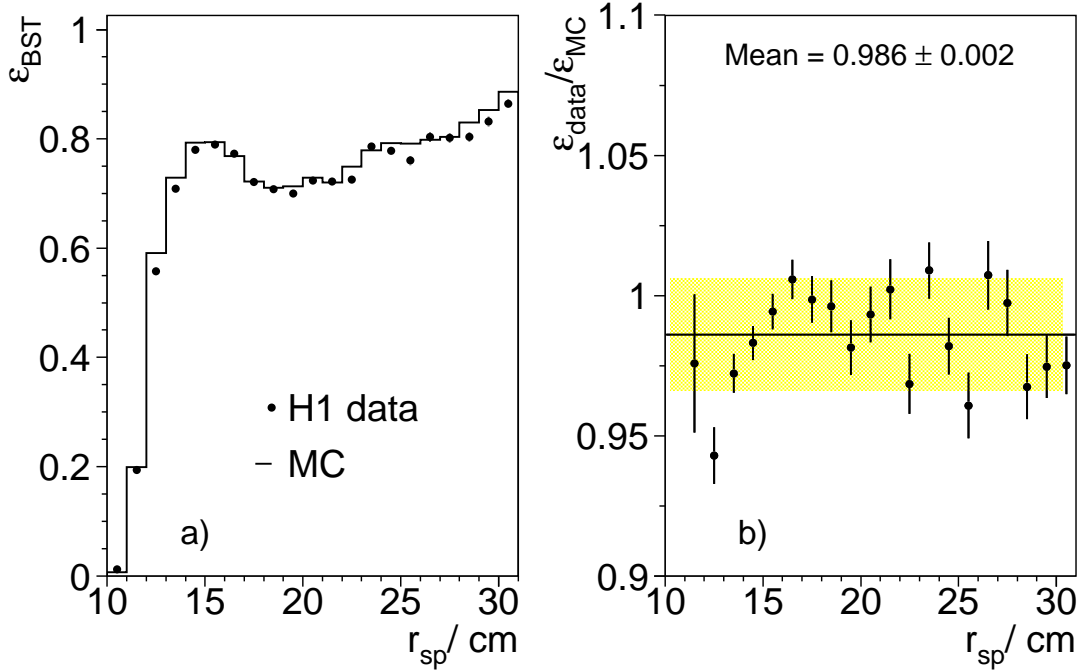 ε_BST
1
0.8
0.6
0.4
0.2
0
10 15 20 25 30
r_sp/ cm
H1 data
MC
a)
ε_data/ε_MC
1.1
1.05
1
0.95
0.9
10 15 20 25 30
r_sp/ cm
Mean = 0.986 ± 0.002
b)